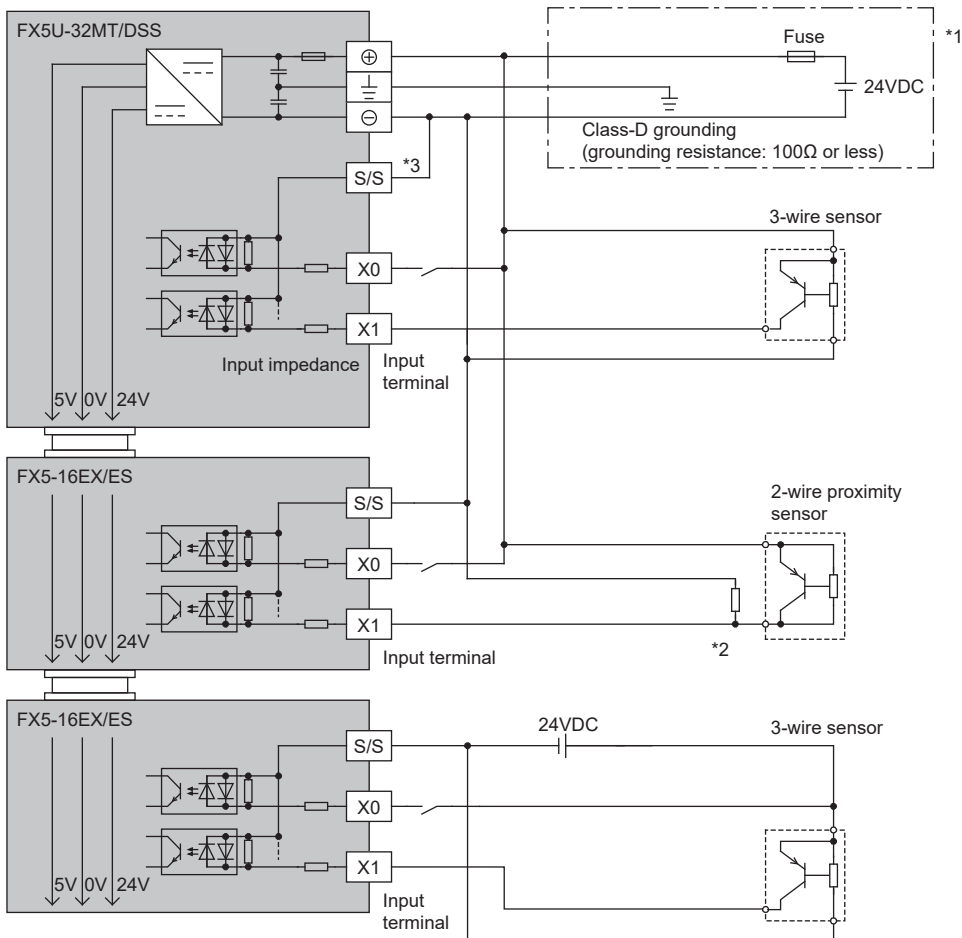 FX5U-32MT/DSS
Fuse
*1
24VDC
Class-D grounding
(grounding resistance: 100Ω or less)
S/S
*3
3-wire sensor
X0
X1
Input impedance
Input
terminal
5V 0V 24V
FX5-16EX/ES
S/S
2-wire proximity
sensor
X0
X1
*2
Input terminal
5V 0V 24V
FX5-16EX/ES
24VDC
3-wire sensor
S/S
X0
X1
5V 0V 24V
Input
terminal